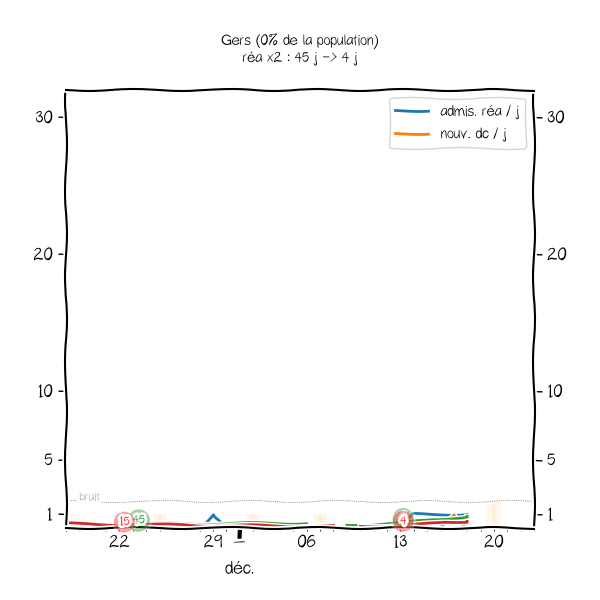 Gers (0% de la population)
réa x2 : 45 j -> 4 j
admis. réa / j
nouv. dc / j
30 30
20 20
10 10
5 5
bruit
1 1
15 45 4
22 29 06 13 20
déc.